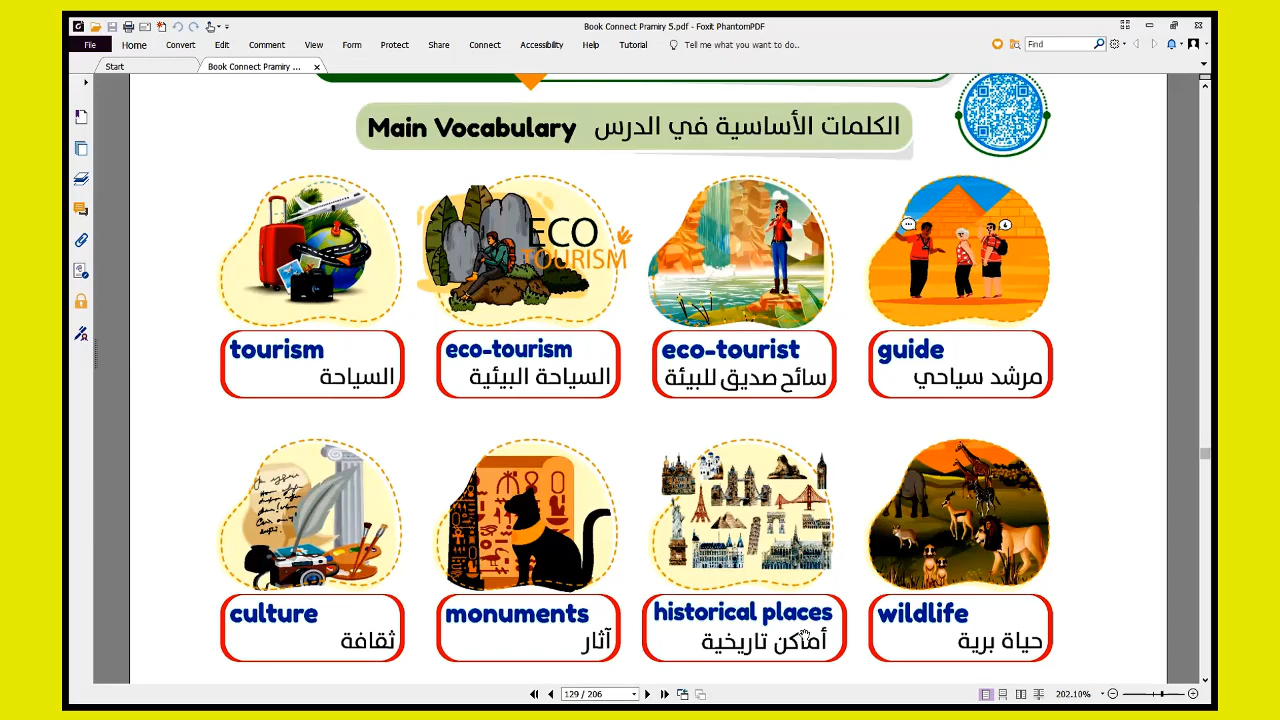 Book Connect Pramiry 5.pdf - Foxit PhantomPDF
File Home Convert Edit Comment View Form Protect Share Connect Accessibility Help Tutorial Tell me what you want to do.. Find
Start Book Connect Pramiry ...
Main Vocabulary الكلمات الأساسية في الدرس
ECO
TOURISM
tourism
السياحة
eco-tourism
السياحة البيئية
eco-tourist
سائح صديق للبيئة
guide
مرشد سياحي
culture
ثقافة
monuments
آثار
historical places
أماكن تاريخية
wildlife
حياة برية
129 / 206
202.10%